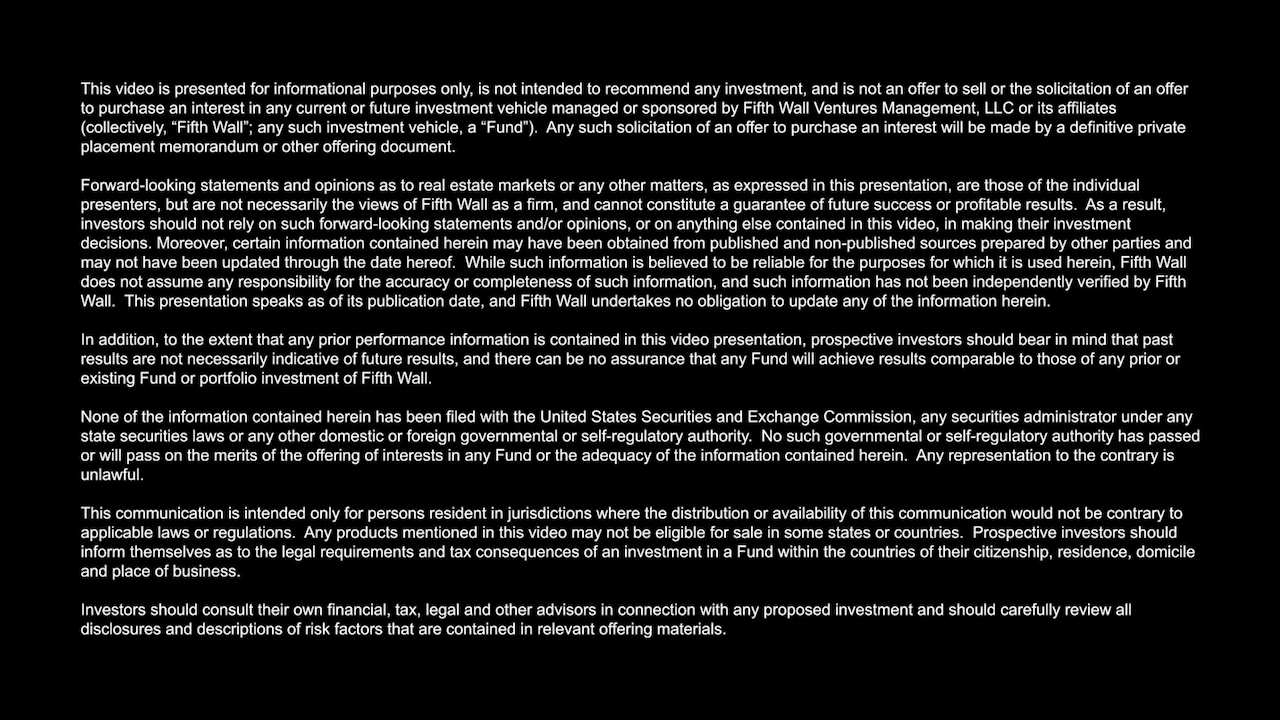 This video is presented for informational purposes only, is not intended to recommend any investment, and is not an offer to sell or the solicitation of an offer
to purchase an interest in any current or future investment vehicle managed or sponsored by Fifth Wall Ventures Management, LLC or its affiliates
(collectively, “Fifth Wall”; any such investment vehicle, a “Fund”).  Any such solicitation of an offer to purchase an interest will be made by a definitive private
placement memorandum or other offering document.
Forward-looking statements and opinions as to real estate markets or any other matters, as expressed in this presentation, are those of the individual
presenters, but are not necessarily the views of Fifth Wall as a firm, and cannot constitute a guarantee of future success or profitable results.  As a result,
investors should not rely on such forward-looking statements and/or opinions, or on anything else contained in this video, in making their investment
decisions. Moreover, certain information contained herein may have been obtained from published and non-published sources prepared by other parties and
may not have been updated through the date hereof.  While such information is believed to be reliable for the purposes for which it is used herein, Fifth Wall
does not assume any responsibility for the accuracy or completeness of such information, and such information has not been independently verified by Fifth
Wall.  This presentation speaks as of its publication date, and Fifth Wall undertakes no obligation to update any of the information herein.
In addition, to the extent that any prior performance information is contained in this video presentation, prospective investors should bear in mind that past
results are not necessarily indicative of future results, and there can be no assurance that any Fund will achieve results comparable to those of any prior or
existing Fund or portfolio investment of Fifth Wall.
None of the information contained herein has been filed with the United States Securities and Exchange Commission, any securities administrator under any
state securities laws or any other domestic or foreign governmental or self-regulatory authority.  No such governmental or self-regulatory authority has passed
or will pass on the merits of the offering of interests in any Fund or the adequacy of the information contained herein.  Any representation to the contrary is
unlawful.
This communication is intended only for persons resident in jurisdictions where the distribution or availability of this communication would not be contrary to
applicable laws or regulations.  Any products mentioned in this video may not be eligible for sale in some states or countries.  Prospective investors should
inform themselves as to the legal requirements and tax consequences of an investment in a Fund within the countries of their citizenship, residence, domicile
and place of business.
Investors should consult their own financial, tax, legal and other advisors in connection with any proposed investment and should carefully review all
disclosures and descriptions of risk factors that are contained in relevant offering materials.